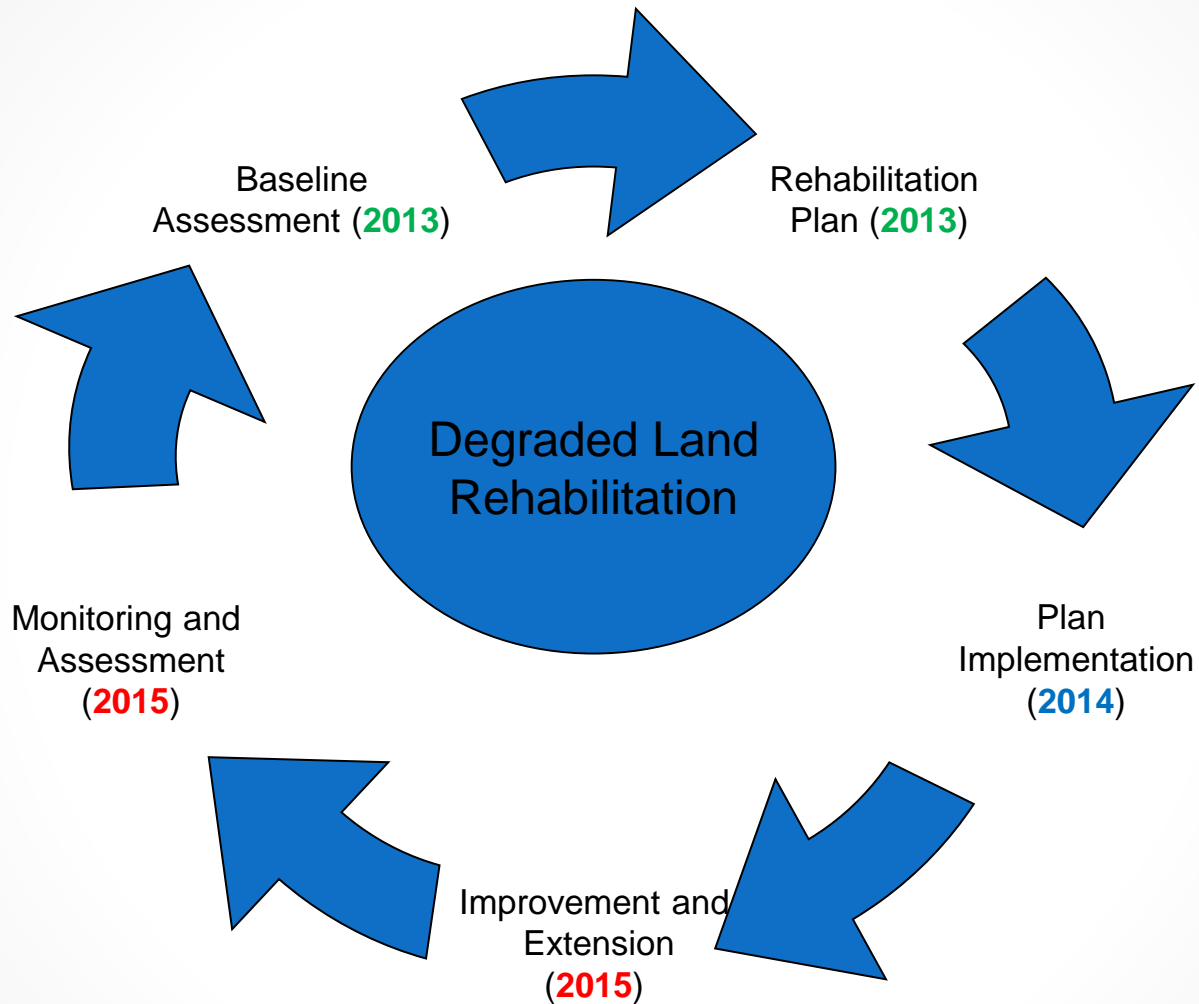 Baseline
Assessment (2013)
Rehabilitation
Plan (2013)
Degraded Land
Rehabilitation
Plan
Implementation
(2014)
Improvement and
Extension
(2015)
Monitoring and
Assessment
(2015)